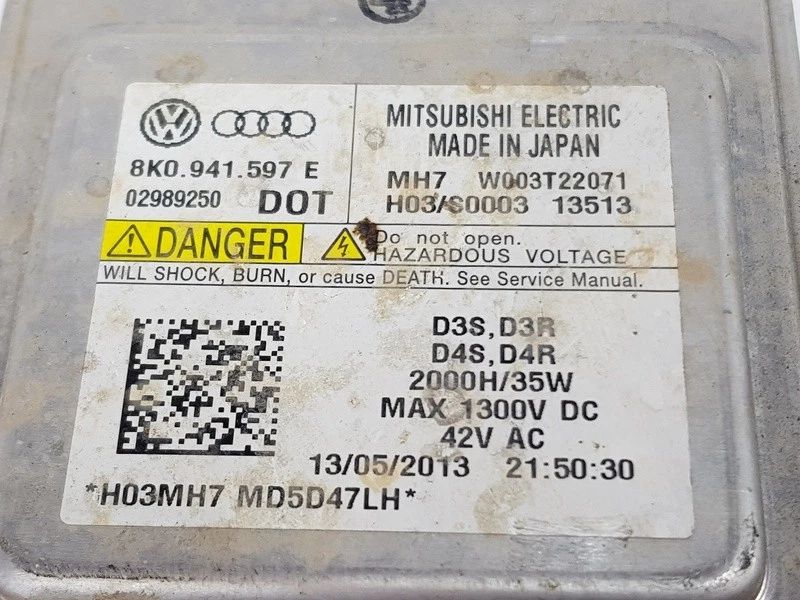 8K0.941.597 E
02989250 DOT
MITSUBISHI ELECTRIC
MADE IN JAPAN
MH7 W003T22071
H03/S0003 13513
DANGER
Do not open.
HAZARDOUS VOLTAGE
WILL SHOCK, BURN, or cause DEATH. See Service Manual.
D3S, D3R
D4S, D4R
2000H/35W
MAX 1300V DC
42V AC
13/05/2013 21:50:30
*H03MH7 MD5D47LH*